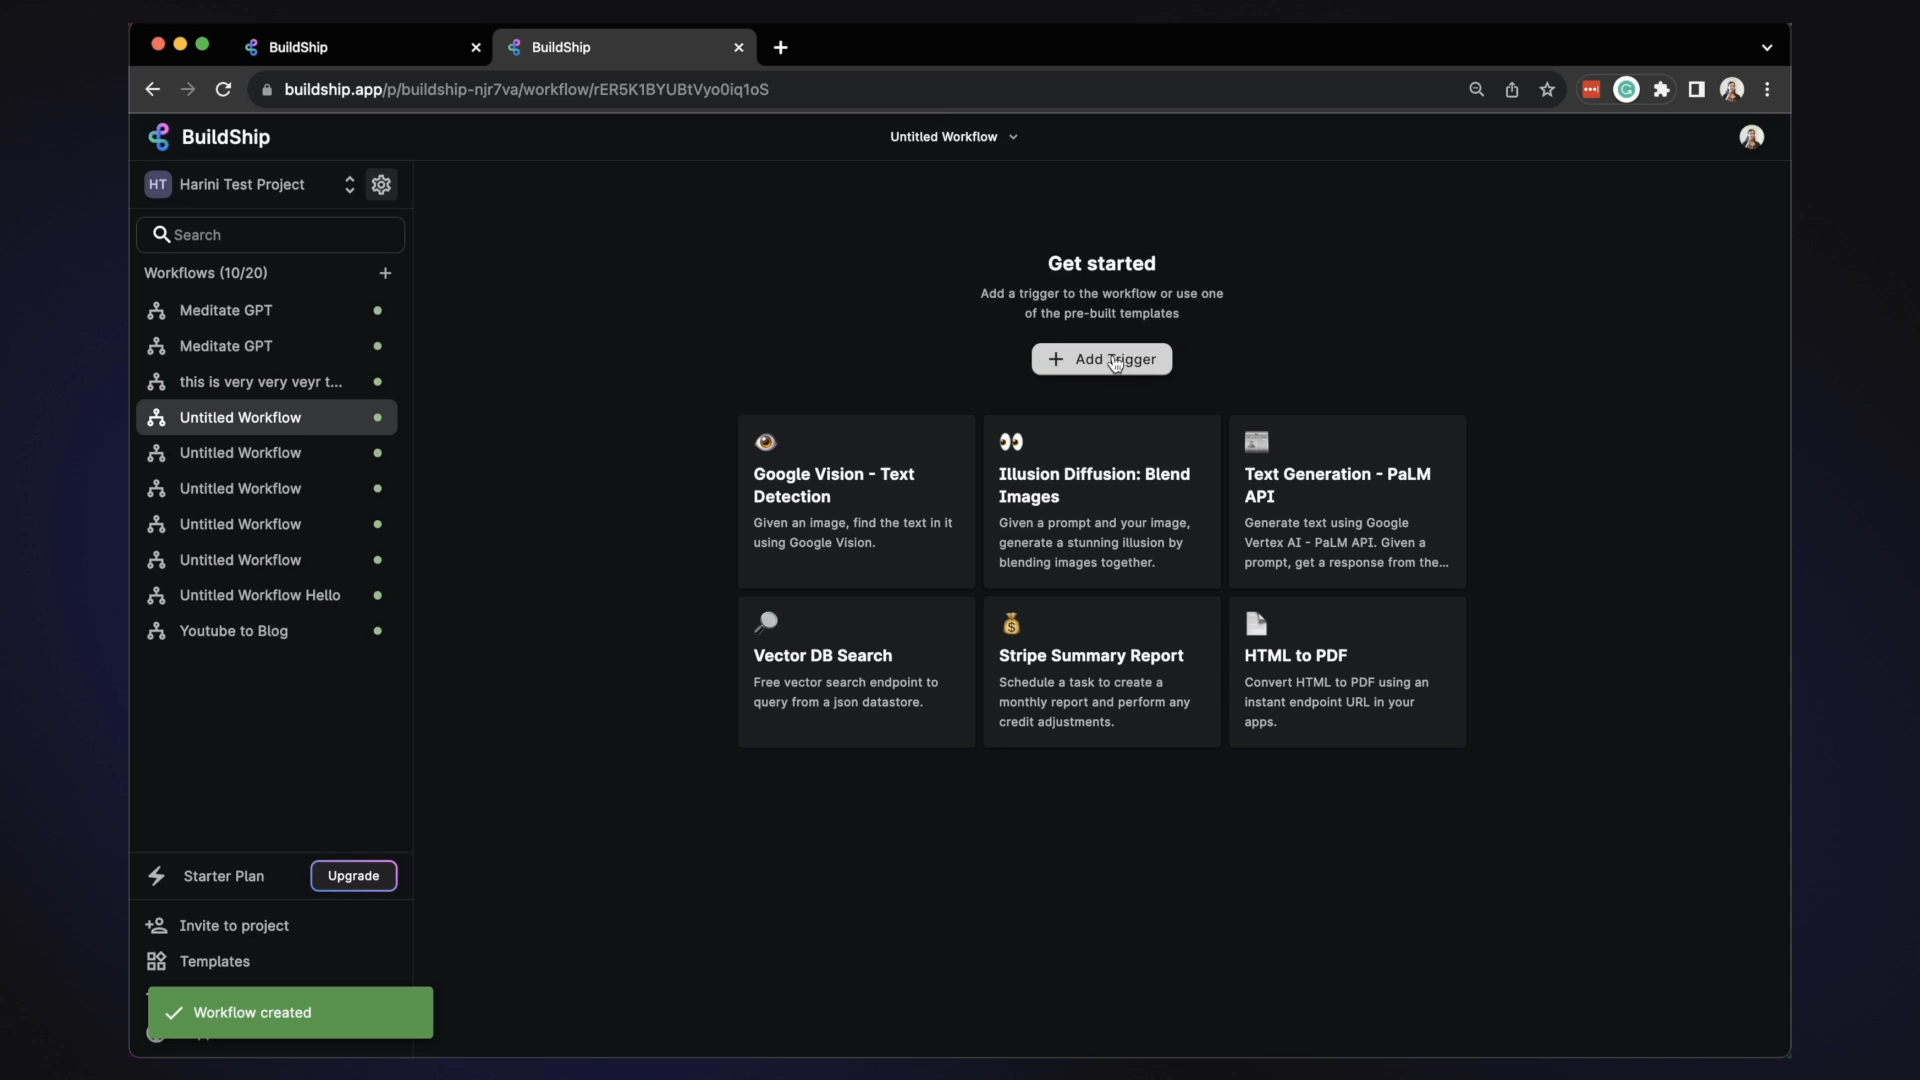 BuildShip
BuildShip
buildship.app/p/buildship-njr7va/workflow/rER5K1BYUBtVyo0iq1oS
BuildShip
Untitled Workflow
HT Harini Test Project
Search
Workflows (10/20)
Meditate GPT
Meditate GPT
this is very very veyr t...
Untitled Workflow
Untitled Workflow
Untitled Workflow
Untitled Workflow
Untitled Workflow
Untitled Workflow Hello
Youtube to Blog
Starter Plan
Upgrade
Invite to project
Templates
Workflow created
Get started
Add a trigger to the workflow or use one
of the pre-built templates
Add Trigger
Google Vision - Text
Detection
Given an image, find the text in it
using Google Vision.
Illusion Diffusion: Blend
Images
Given a prompt and your image,
generate a stunning illusion by
blending images together.
Text Generation - PaLM
API
Generate text using Google
Vertex AI - PaLM API. Given a
prompt, get a response from the...
Vector DB Search
Free vector search endpoint to
query from a json datastore.
Stripe Summary Report
Schedule a task to create a
monthly report and perform any
credit adjustments.
HTML to PDF
Convert HTML to PDF using an
instant endpoint URL in your
apps.